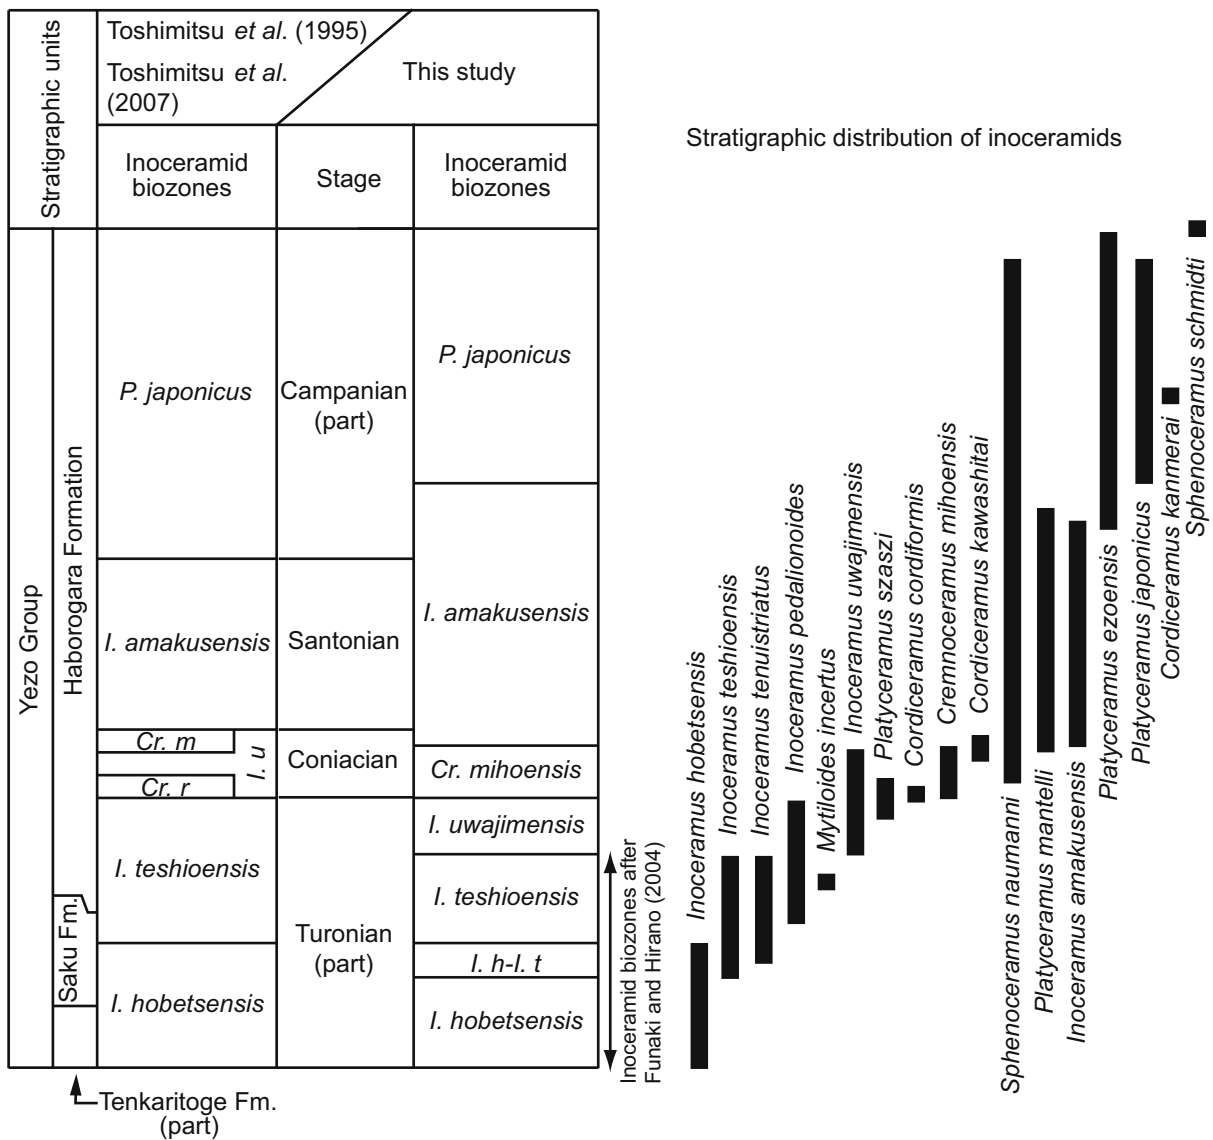 Stratigraphic units
Toshimitsu et al. (1995)
Toshimitsu et al.
(2007)
This study
Inoceramid
biozones
Stage
Inoceramid
biozones
Yezo Group
Haborogara Formation
Saku Fm.
Tenkaritoge Fm.
(part)
P. japonicus
I. amakusensis
Cr. m
I. u
Cr. r
I. teshioensis
I. hobetsensis
Campanian
(part)
Santonian
Coniacian
Turonian
(part)
P. japonicus
I. amakusensis
Cr. mihoensis
I. uwajimensis
I. teshioensis
I. h-I. t
I. hobetsensis
Inoceramid biozones after
Funaki and Hirano (2004)
Stratigraphic distribution of inoceramids
Inoceramus hobetsensis
Inoceramus teshioensis
Inoceramus tenuistriatus
Inoceramus pedalionoides
Mytiloides incertus
Inoceramus uwajimensis
Platyceramus szaszi
Cordiceramus cordiformis
Cremnoceramus mihoensis
Cordiceramus kawashitai
Sphenoceramus naumanni
Platyceramus mantelli
Inoceramus amakusensis
Platyceramus ezoensis
Platyceramus japonicus
Cordiceramus kanmerai
Sphenoceramus schmidti